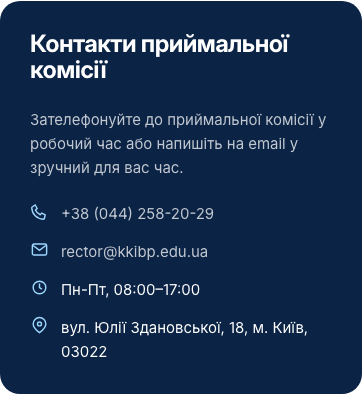 Контакти приймальної
комісії
Зателефонуйте до приймальної комісії у
робочий час або напишіть на email у
зручний для вас час.
+38 (044) 258-20-29
rector@kkibp.edu.ua
Пн-Пт, 08:00–17:00
вул. Юлії Здановської, 18, м. Київ,
03022